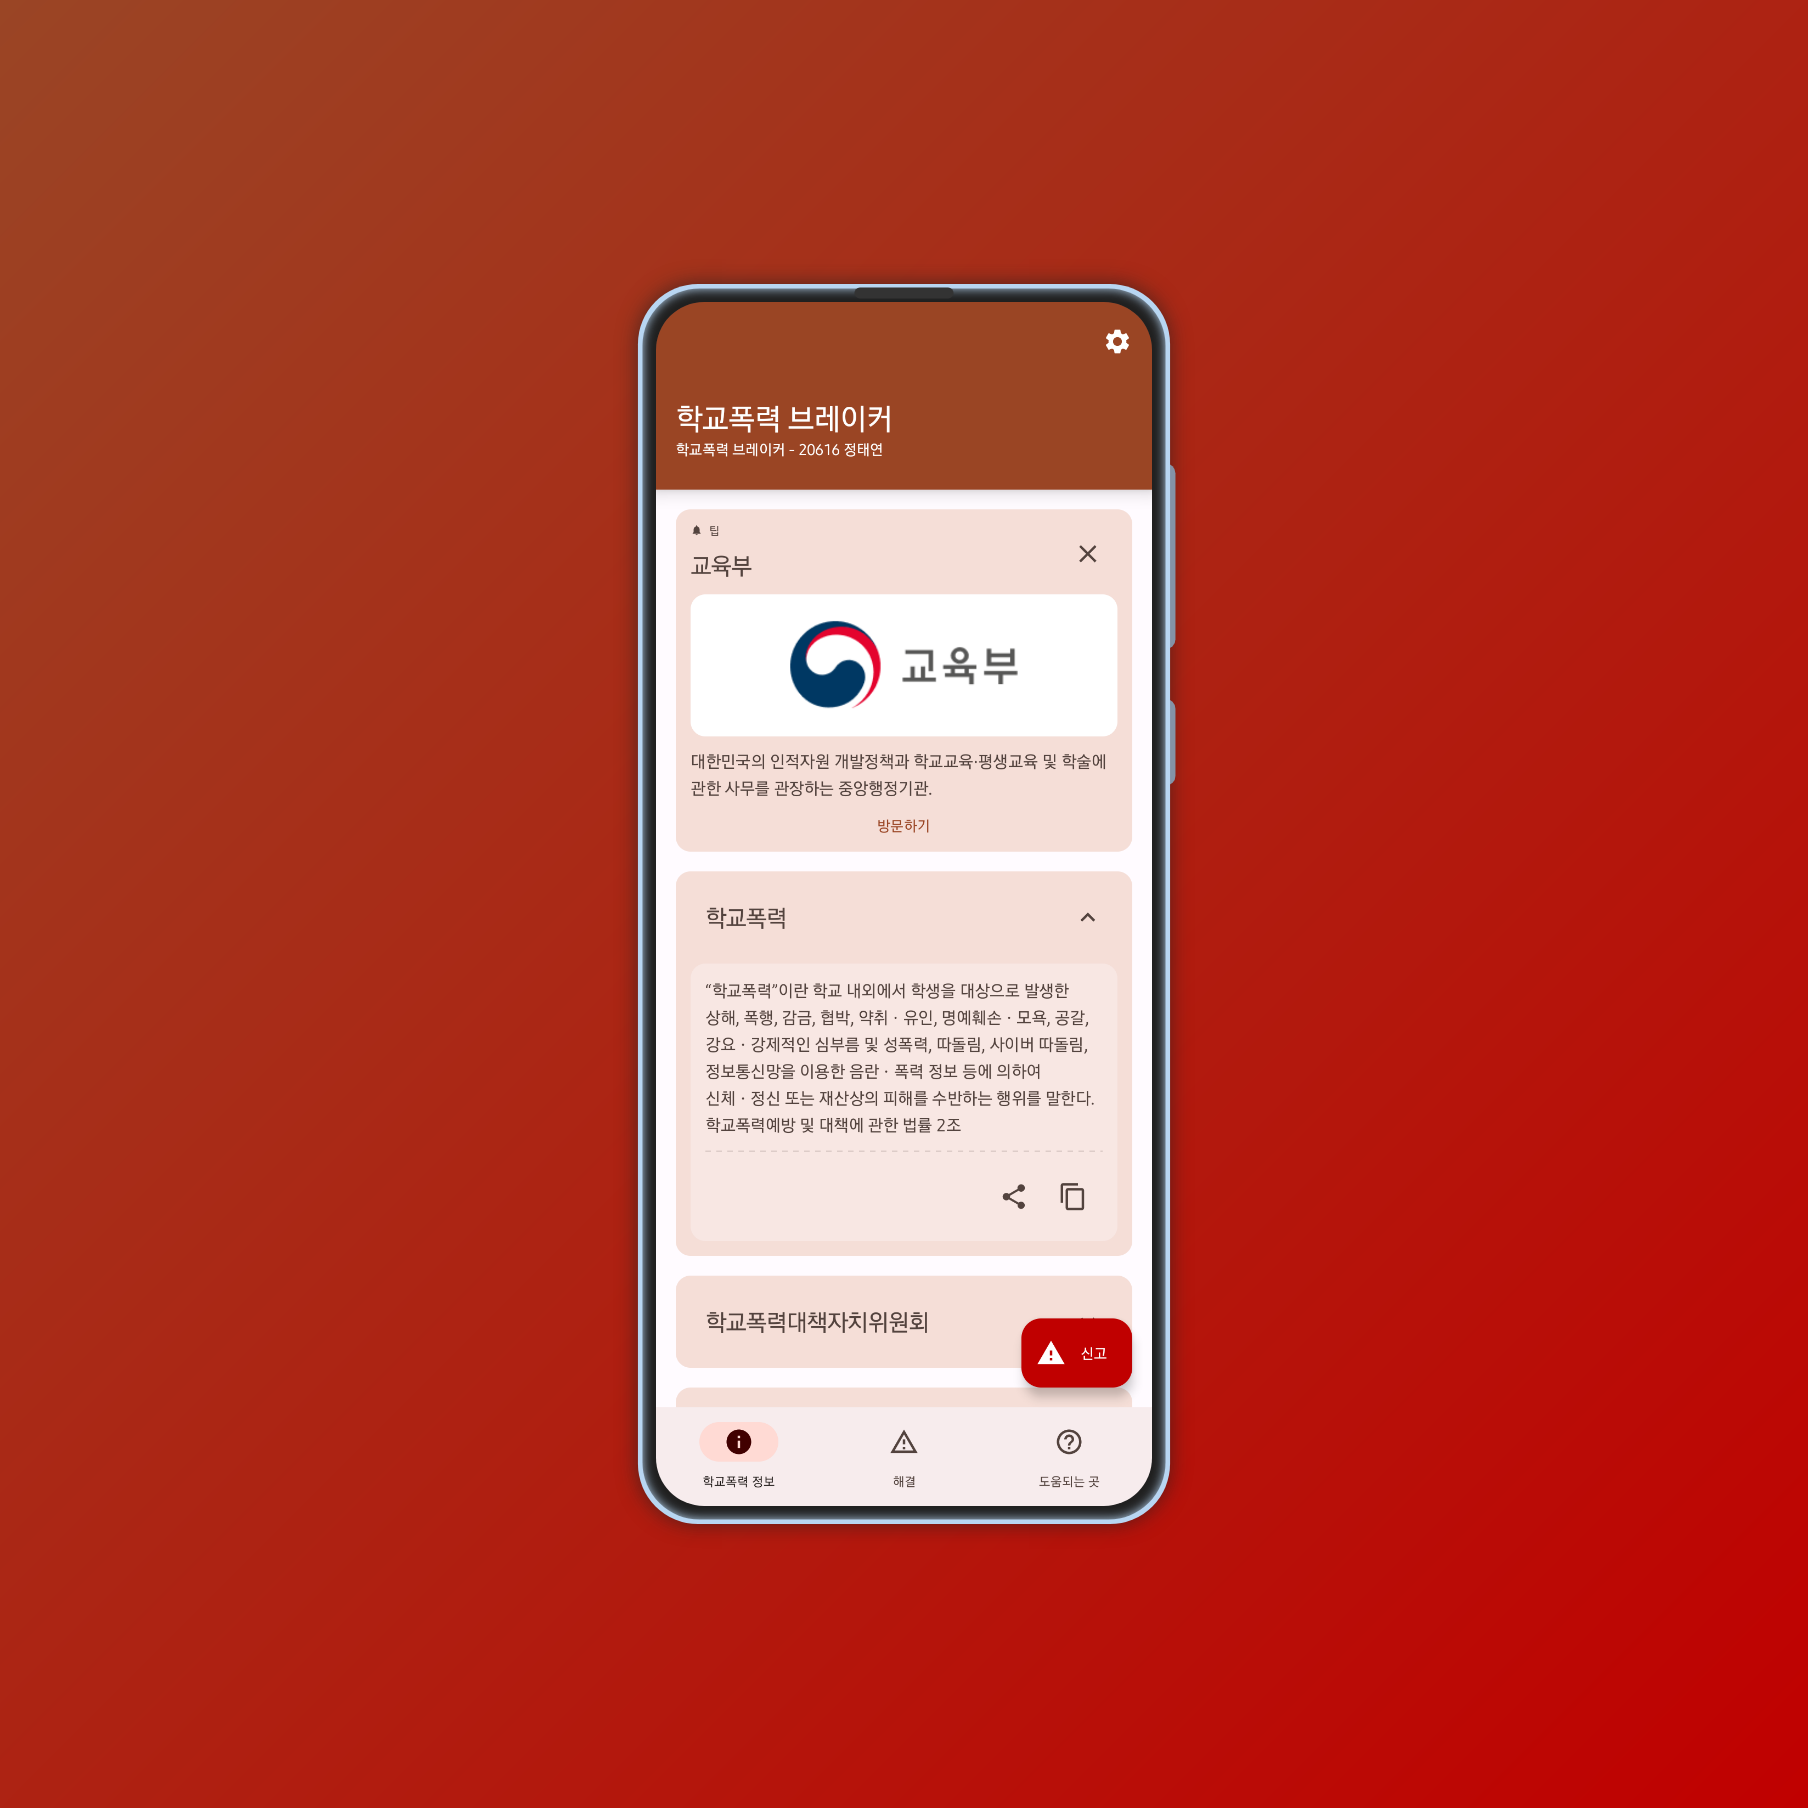 학교폭력 브레이커
학교폭력 브레이커 - 20616 정태연
팁
교육부
교육부
대한민국의 인적자원 개발정책과 학교교육·평생교육 및 학술에
관한 사무를 관장하는 중앙행정기관.
방문하기
학교폭력
“학교폭력”이란 학교 내외에서 학생을 대상으로 발생한
상해, 폭행, 감금, 협박, 약취 · 유인, 명예훼손 · 모욕, 공갈,
강요 · 강제적인 심부름 및 성폭력, 따돌림, 사이버 따돌림,
정보통신망을 이용한 음란 · 폭력 정보 등에 의하여
신체 · 정신 또는 재산상의 피해를 수반하는 행위를 말한다.
학교폭력예방 및 대책에 관한 법률 2조
학교폭력대책자치위원회
신고
학교폭력 정보
해결
도움되는 곳